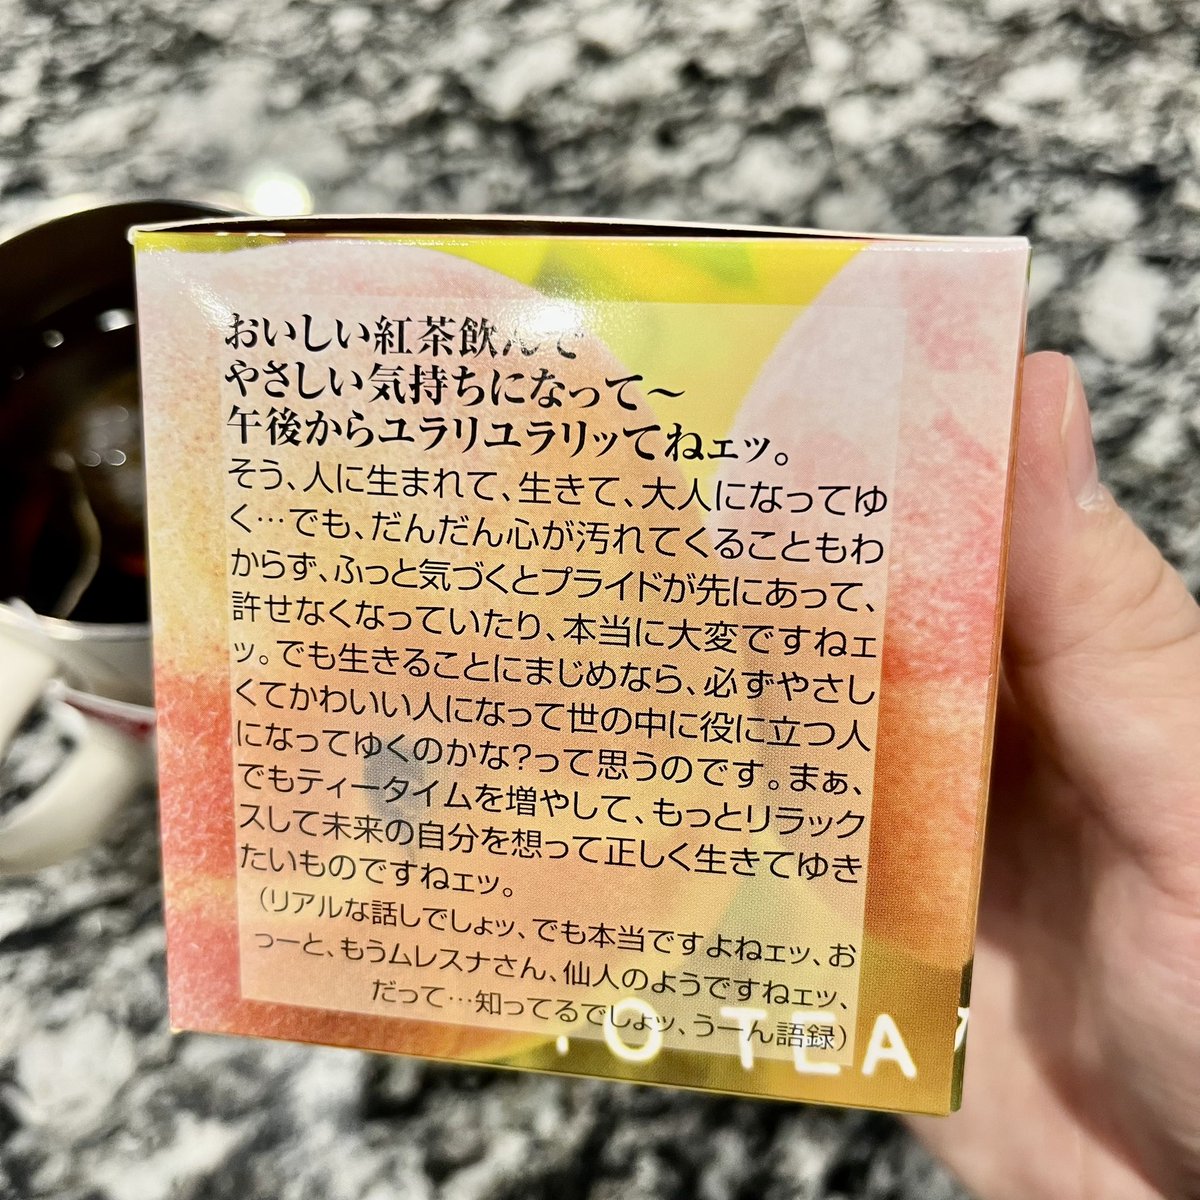 おいしい紅茶飲んで
やさしい気持ちになって〜
午後からユラリユラリッてねェッ。
そう、人に生まれて、生きて、大人になってゆ
く…でも、だんだん心が汚れてくることもわ
からず、ふっと気づくとプライドが先にあって、
許せなくなっていたり、本当に大変ですねェ
ッ。でも生きることにまじめなら、必ずやさし
くてかわいい人になって世の中に役に立つ人
になってゆくのかな?って思うのです。まぁ、
でもティータイムを増やして、もっとリラック
スして未来の自分を想って正しく生きてゆき
たいものですねェッ。
(リアルな話しでしょッ、でも本当ですよねェッ、お
っーと、もうムレスナさん、仙人のようですねェッ、
だって…知ってるでしょッ、うーん語録)
TO TEA